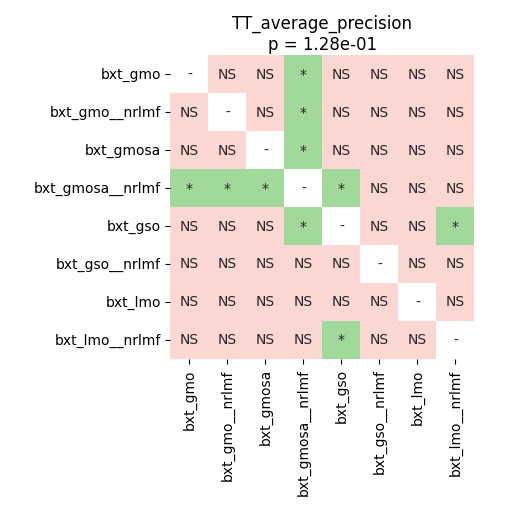 TT_average_precision
p = 1.28e-01
bxt_gmo - NS NS * NS NS NS NS
bxt_gmo__nrlmf NS - NS * NS NS NS NS
bxt_gmosa NS NS - * NS NS NS NS
bxt_gmosa__nrlmf * * * - * NS NS NS
bxt_gso NS NS NS * - NS NS *
bxt_gso__nrlmf NS NS NS NS NS - NS NS
bxt_lmo NS NS NS NS NS NS - NS
bxt_lmo__nrlmf NS NS NS NS * NS NS -
bxt_gmo
bxt_gmo__nrlmf
bxt_gmosa
bxt_gmosa__nrlmf
bxt_gso
bxt_gso__nrlmf
bxt_lmo
bxt_lmo__nrlmf